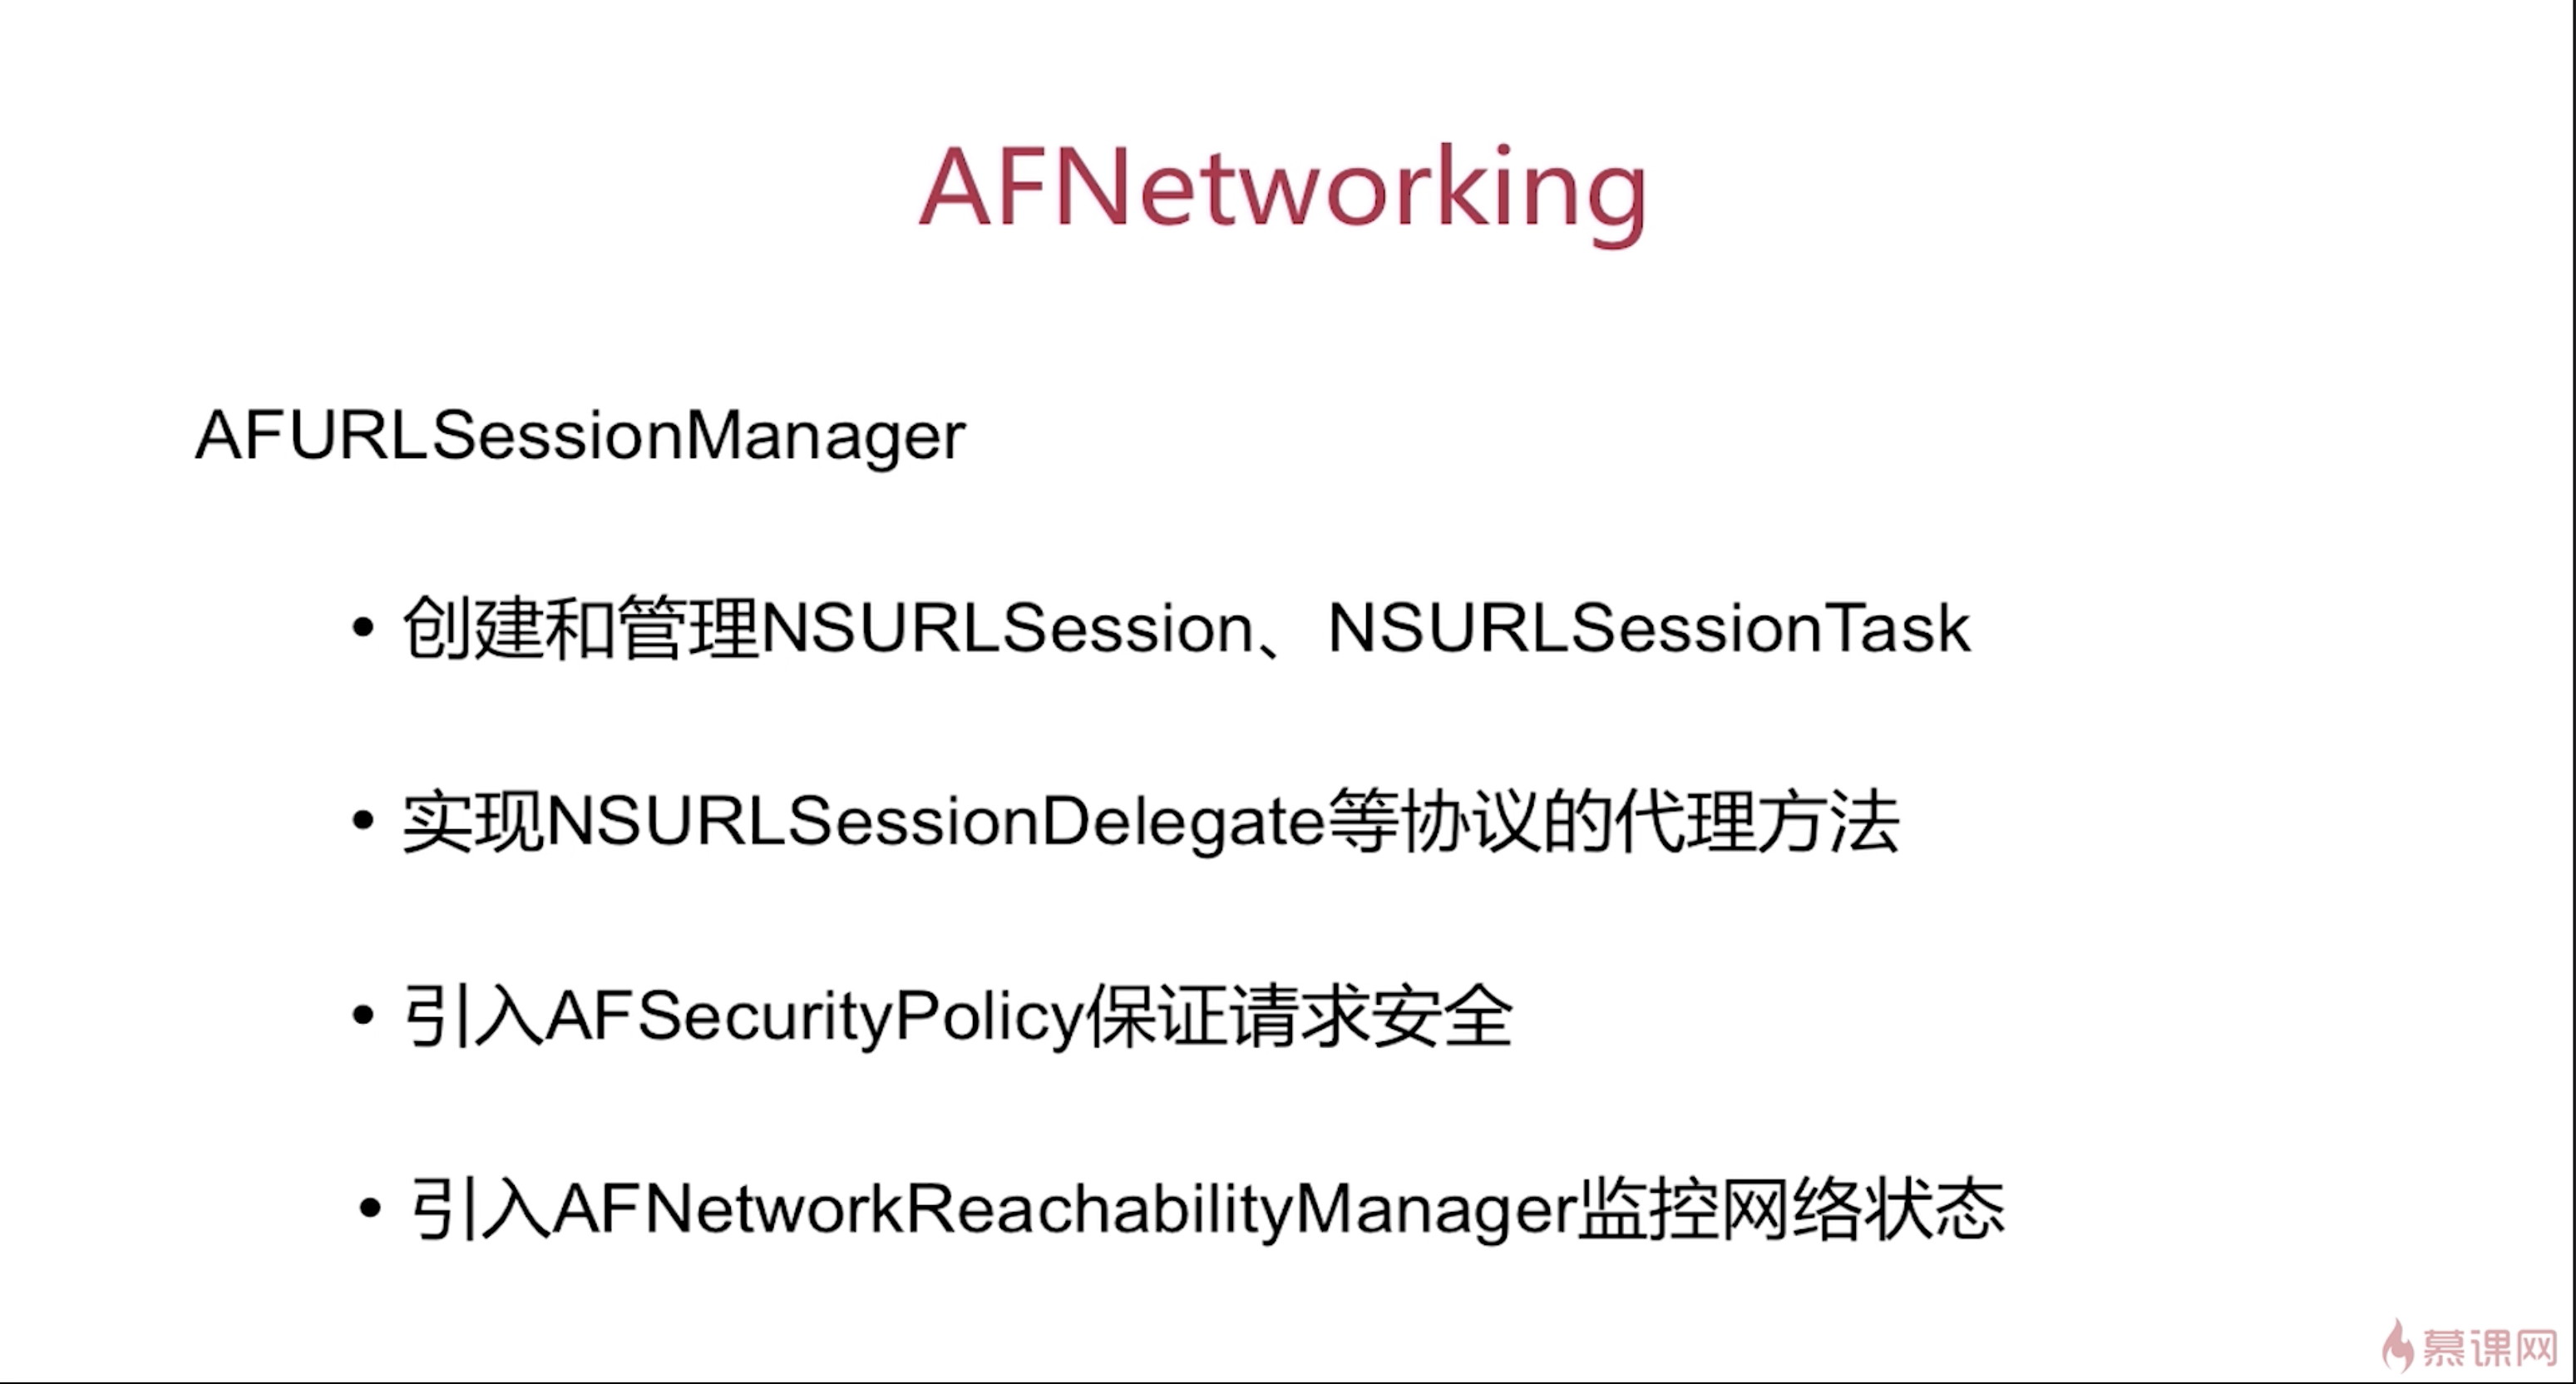 AFNetworking
AFURLSessionManager
• 创建和管理NSURLSession、NSURLSessionTask
• 实现NSURLSessionDelegate等协议的代理方法
• 引入AFSecurityPolicy保证请求安全
• 引入AFNetworkReachabilityManager监控网络状态
慕课网